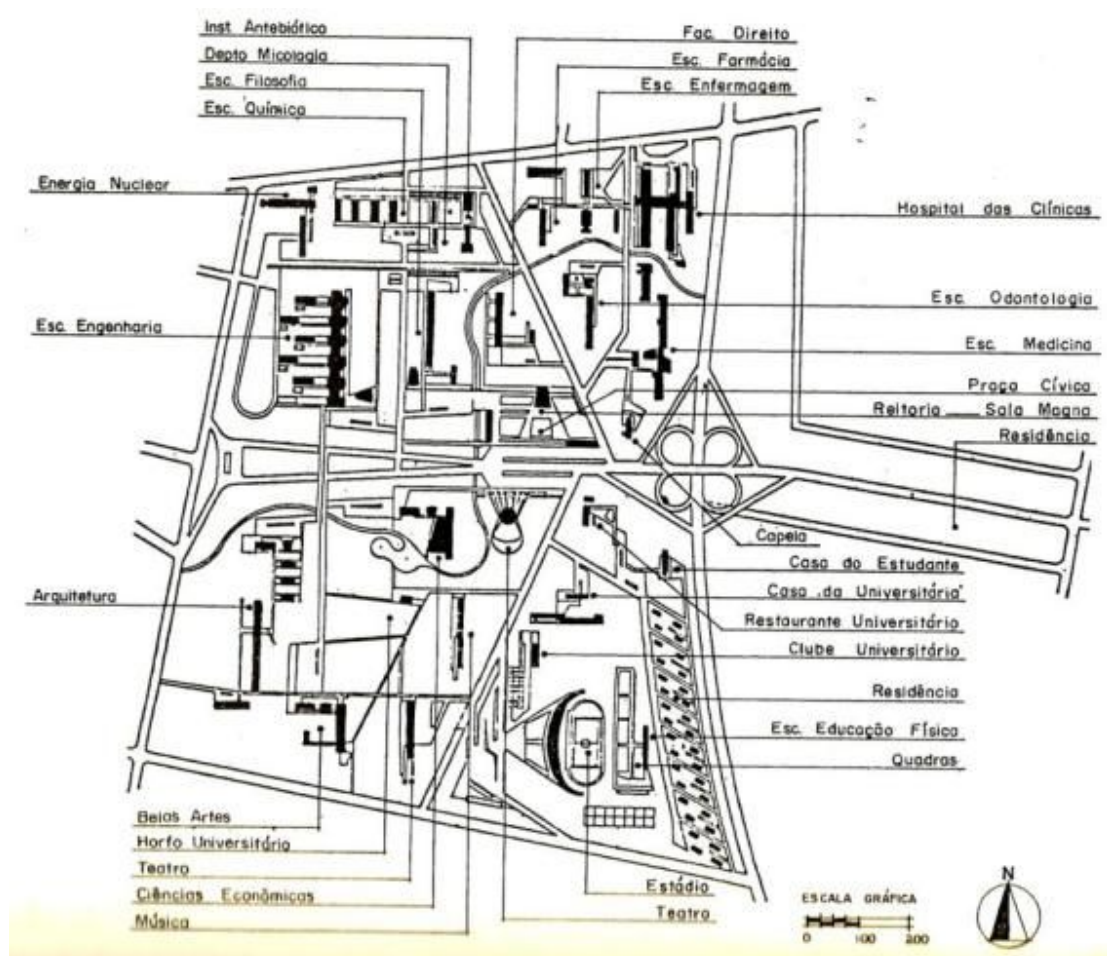 Inst Antebiótico
Depto Micologia
Esc. Filosofia
Esc. Química
Energia Nuclear
Esc. Engenharia
Arquitetura
Belas Artes
Horfo Universitário
Teatro
Ciências Econômicas
Música
Fac. Direito
Esc. Farmácia
Esc. Enfermagem
Hospital das Clínicas
Esc. Odontologia
Esc. Medicina
Praça Cívica
Reitoria Sala Magna
Residência
Capela
Casa do Estudante
Casa da Universitária
Restaurante Universitário
Clube Universitário
Residência
Esc. Educação Física
Quadras
Estádio
Teatro
ESCALA GRÁFICA
0 100 200
N